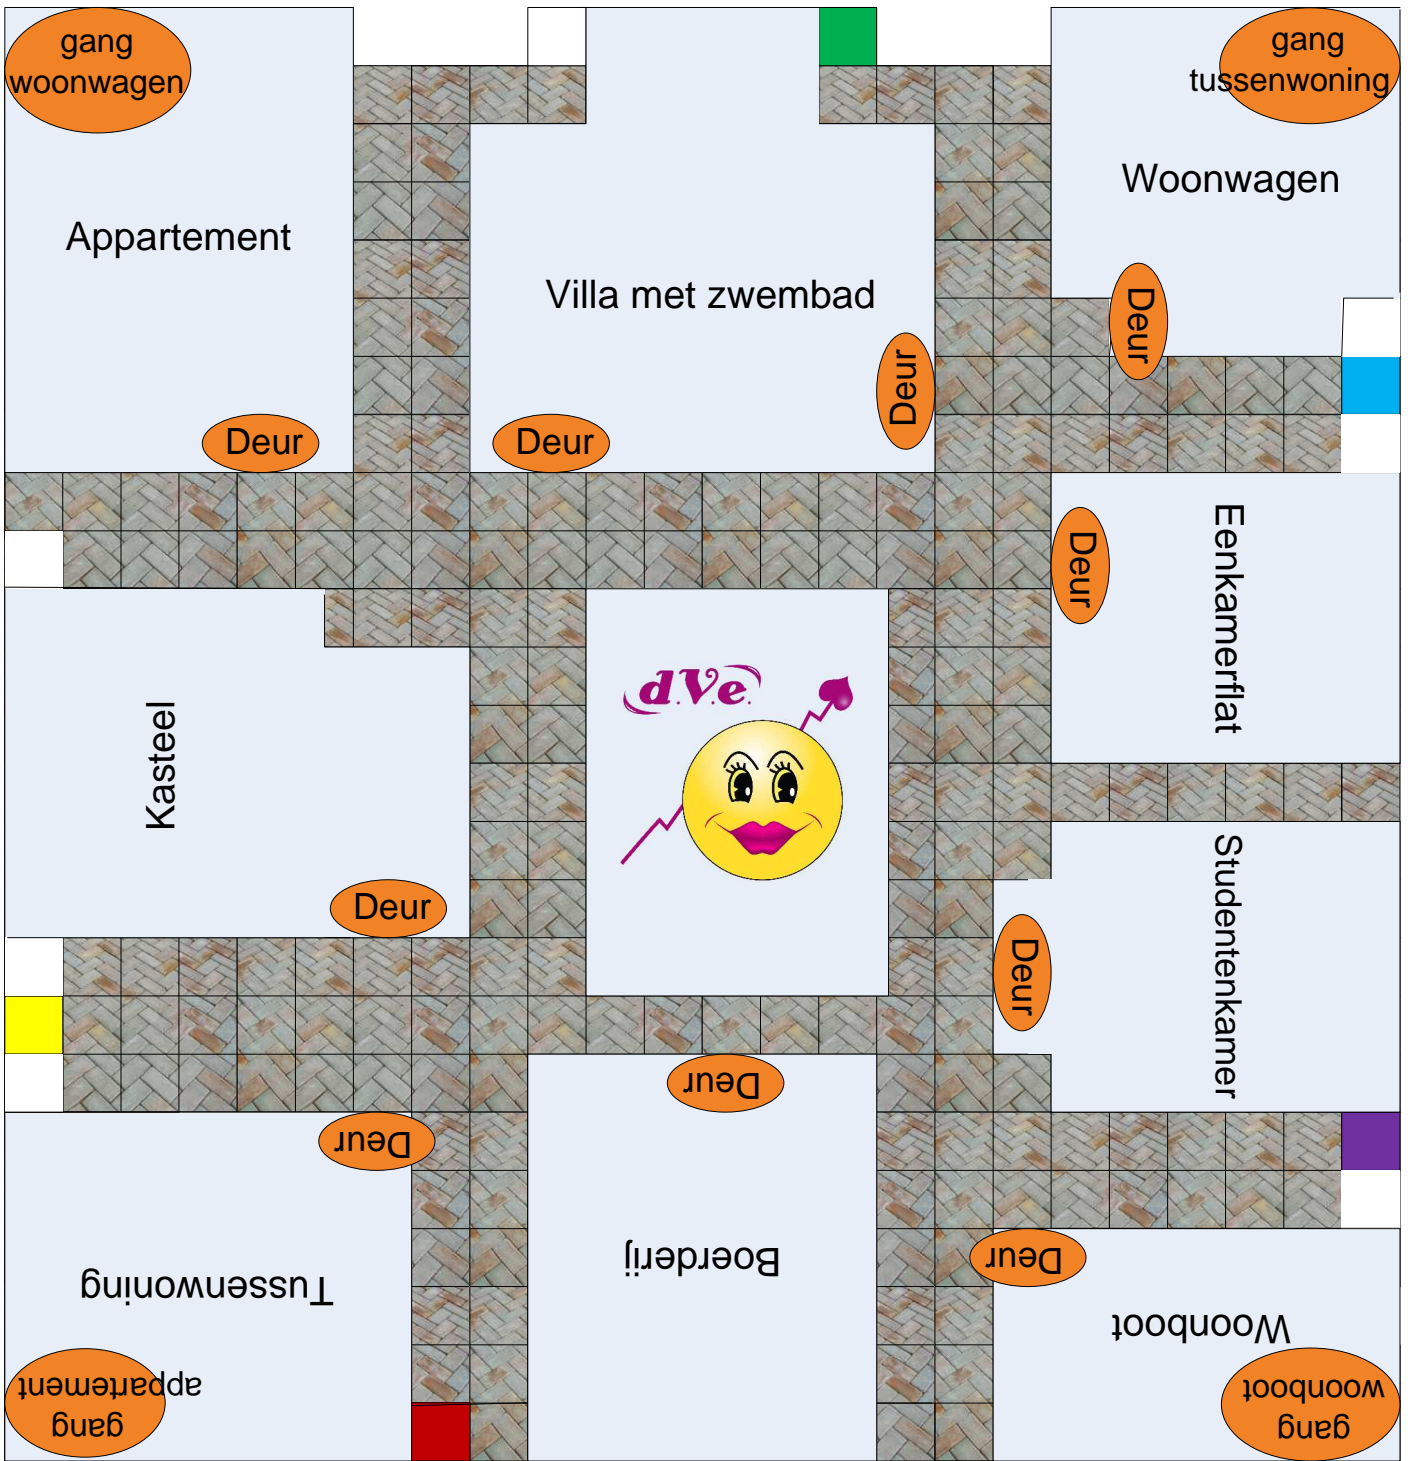 gang
woonwagen
gang
tussenwoning
Woonwagen
Appartement
Villa met zwembad
Deur
Deur
Deur
Deur
Eenkamerflat
Deur
d.V.e.
Kasteel
Studentenkamer
Deur
Deur
Deur
Deur
Deur
Boerderij
Tussenwoning
Woonboot
gang
appartement
gang
woonboot